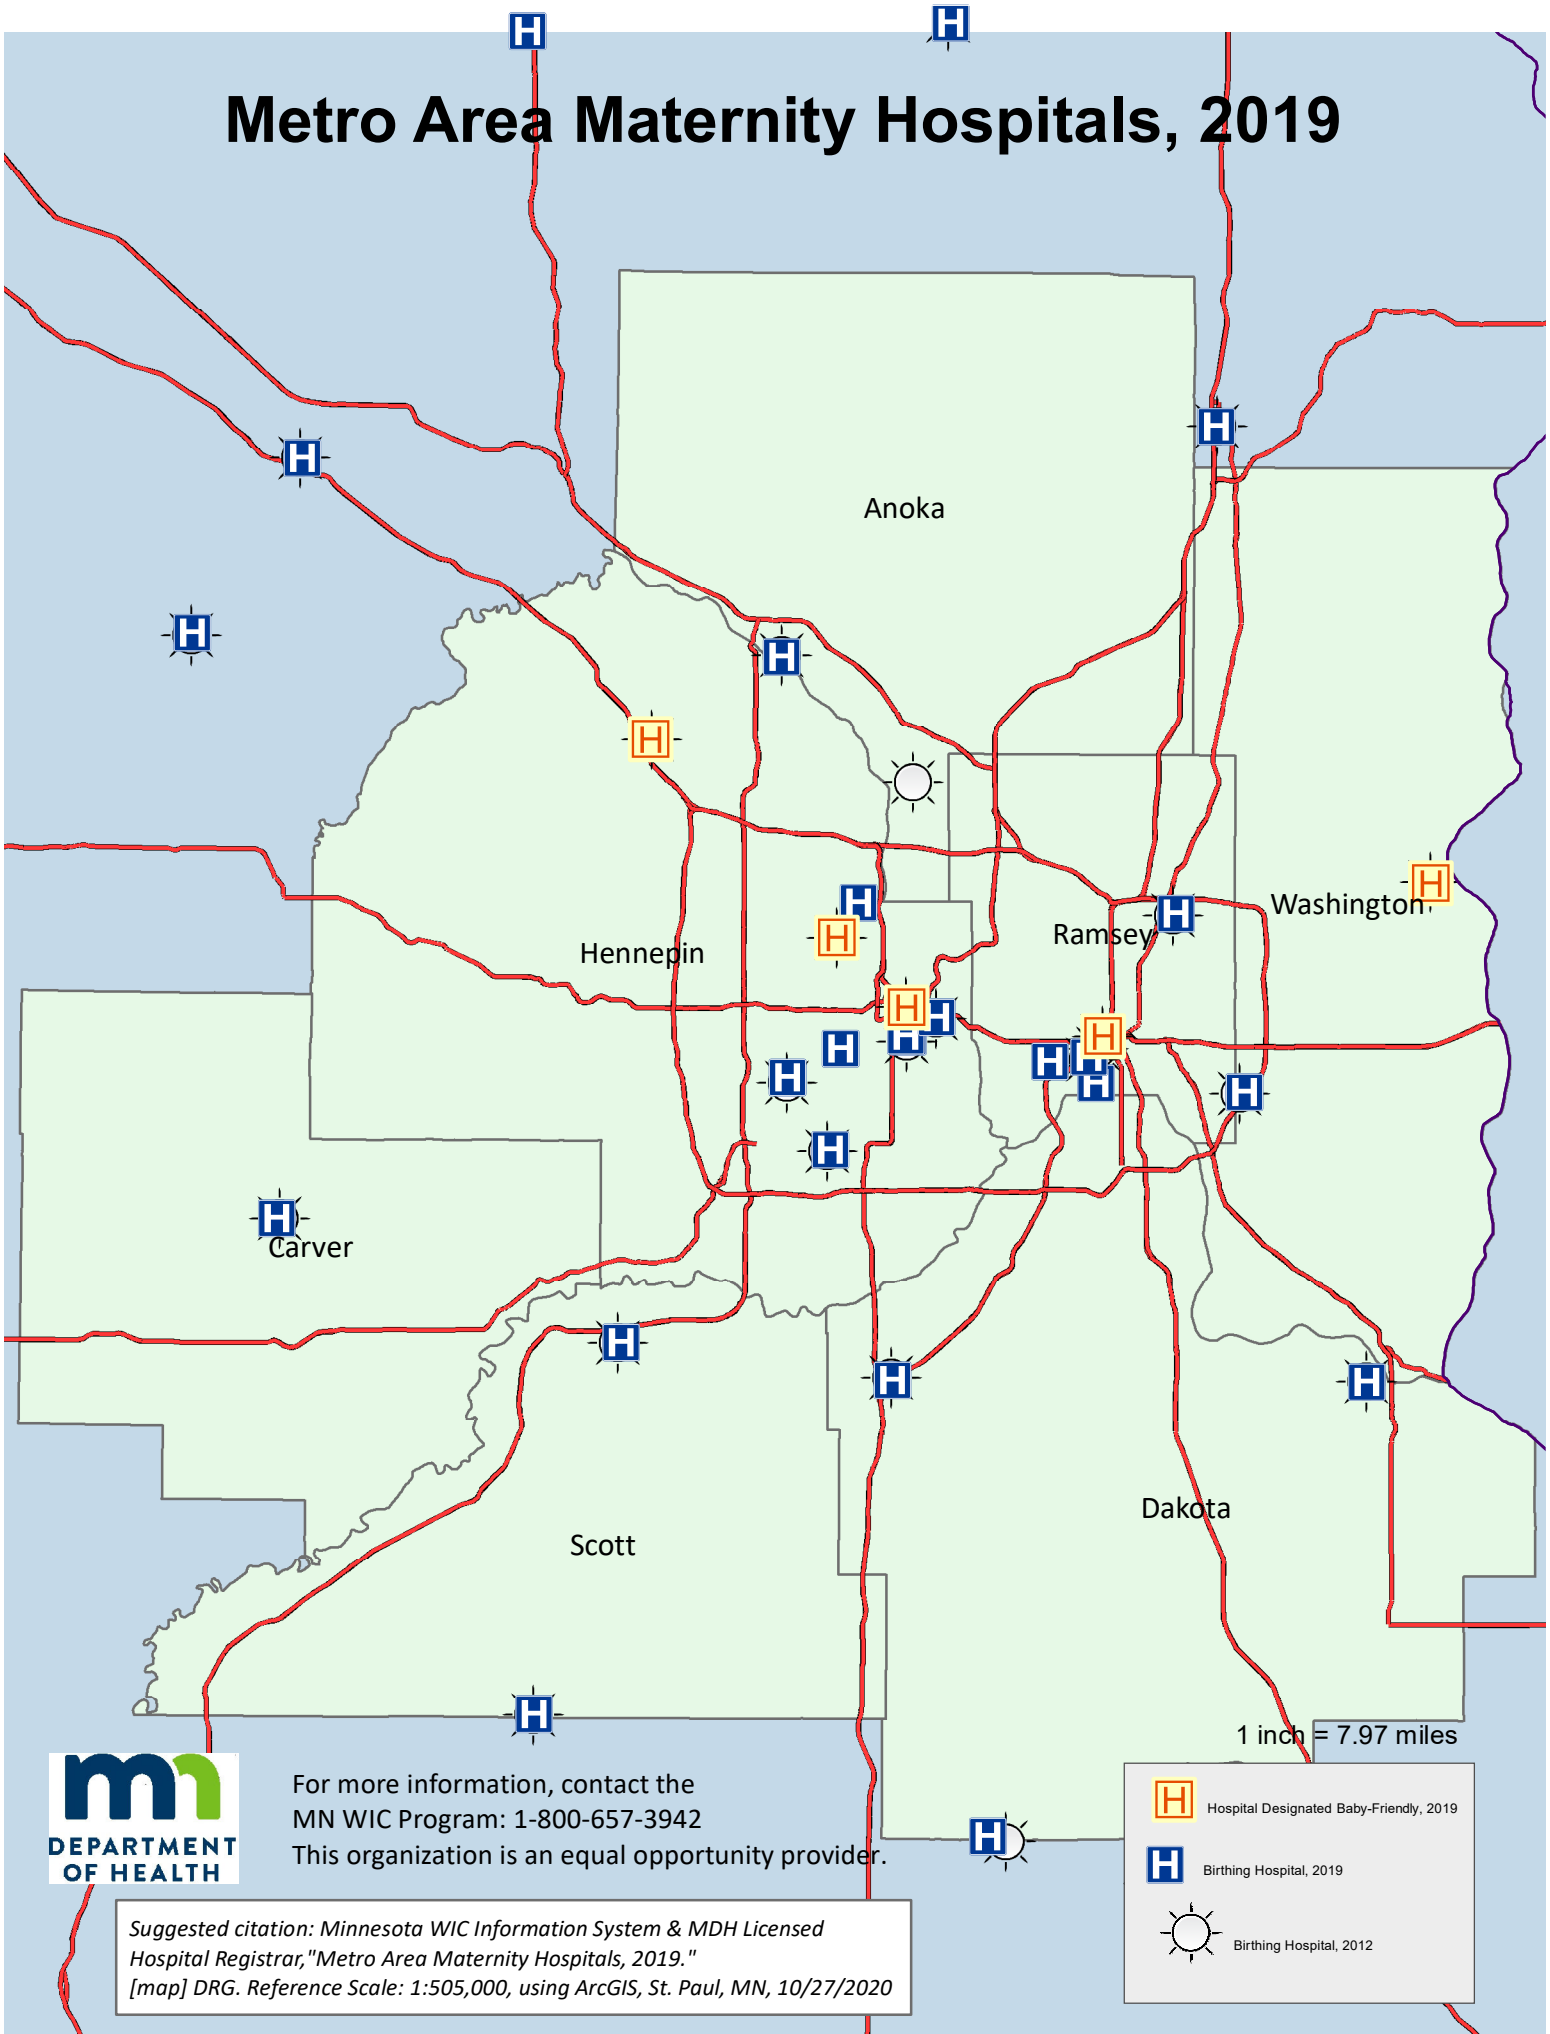 Metro Area Maternity Hospitals, 2019
H
H
H
H
Anoka
H
H
H
H
H
Washington
H
H
Ramsey
Hennepin
H
H
H
H
H
H
H
H
H
H
H
H
H
Carver
H
H
H
Dakota
Scott
H
1 inch = 7.97 miles
mn
DEPARTMENT
OF HEALTH
For more information, contact the
MN WIC Program: 1-800-657-3942
This organization is an equal opportunity provider.
H
H Hospital Designated Baby-Friendly, 2019
H Birthing Hospital, 2019
Birthing Hospital, 2012
Suggested citation: Minnesota WIC Information System & MDH Licensed
Hospital Registrar,"Metro Area Maternity Hospitals, 2019."
[map] DRG. Reference Scale: 1:505,000, using ArcGIS, St. Paul, MN, 10/27/2020